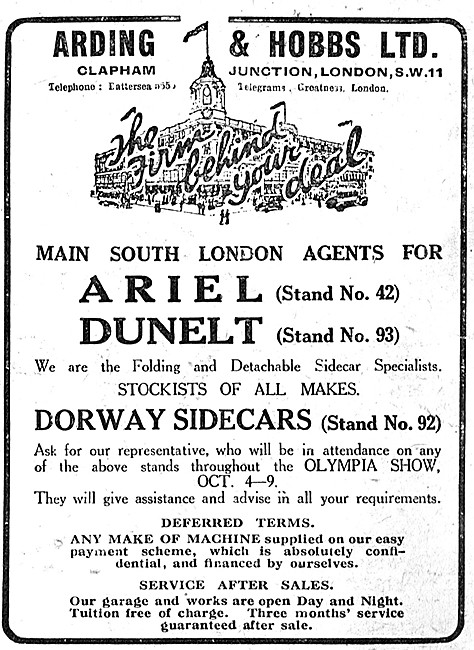 ARDING & HOBBS LTD.
CLAPHAM JUNCTION, LONDON, S.W.11
Telephone : Battersea Telegrams, Greatness, London.
The Firm behind Your deal
MAIN SOUTH LONDON AGENTS FOR
ARIEL (Stand No. 42)
DUNELT (Stand No. 93)
We are the Folding and Detachable Sidecar Specialists.
STOCKISTS OF ALL MAKES.
DORWAY SIDECARS (Stand No. 92)
Ask for our representative, who will be in attendance on any
of the above stands throughout the OLYMPIA SHOW,
OCT. 4—9.
They will give assistance and advise in all your requirements.
DEFERRED TERMS.
ANY MAKE OF MACHINE supplied on our easy
payment scheme, which is absolutely confi-
dential, and financed by ourselves.
SERVICE AFTER SALES.
Our garage and works are open Day and Night.
Tuition free of charge. Three months' service
guaranteed after sale.